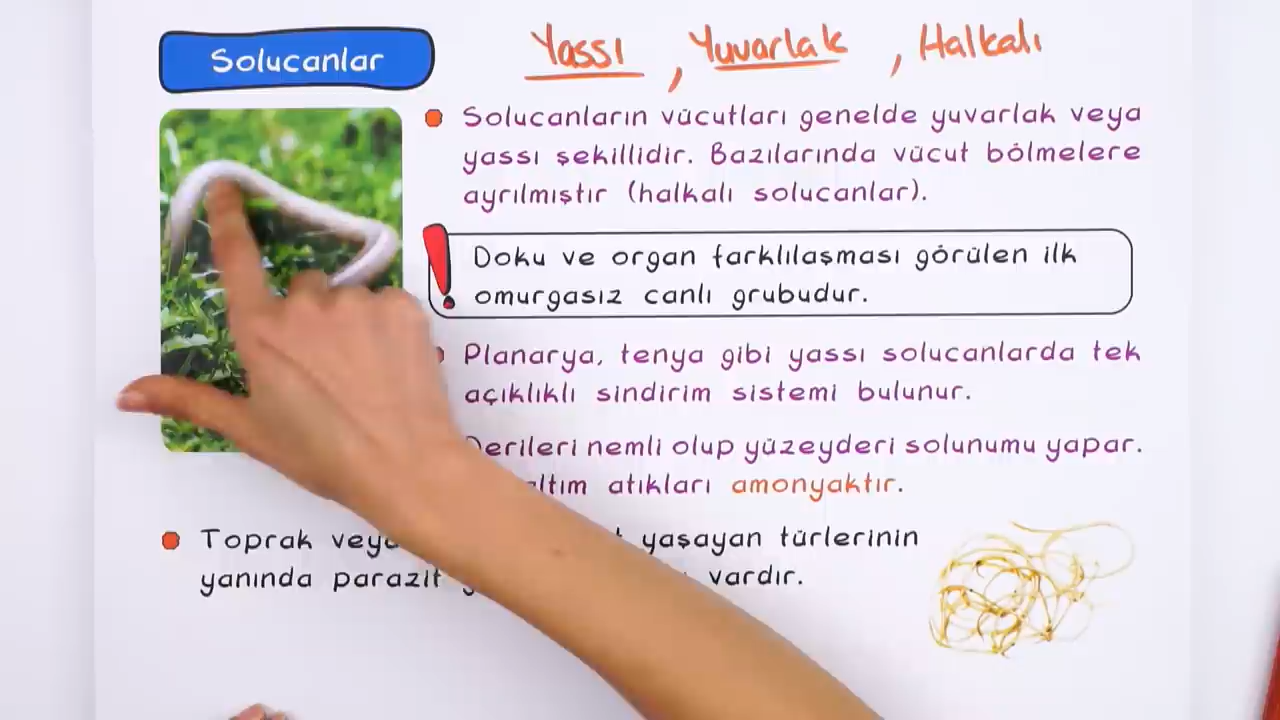 Solucanlar
Yassı, Yuvarlak, Halkalı
Solucanların vücutları genelde yuvarlak veya
yassı şekillidir. Bazılarında vücut bölmelere
ayrılmıştır (halkalı solucanlar).
Doku ve organ farklılaşması görülen ilk
omurgasız canlı grubudur.
Planarya, tenya gibi yassı solucanlarda tek
açıklıklı sindirim sistemi bulunur.
Derileri nemli olup yüzeyderi solunumu yapar.
atıkları amonyaktır.
Toprak yaşayan türlerinin
yanında parazit vardır.